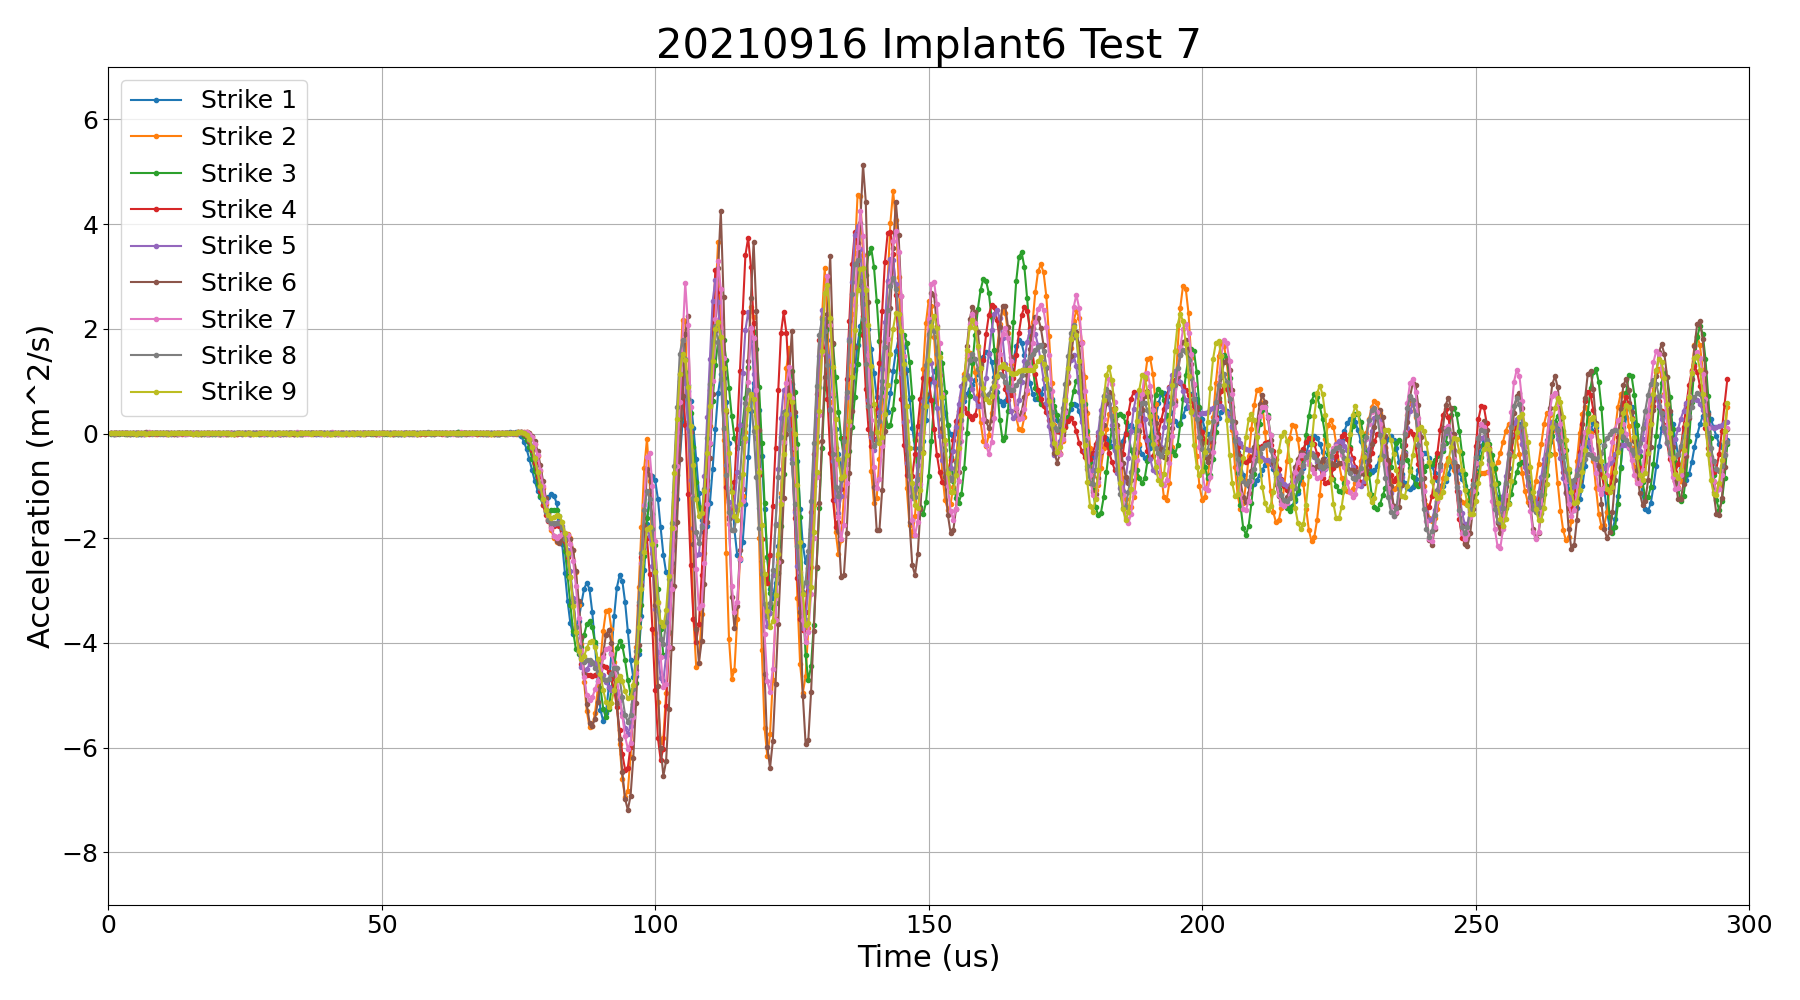 20210916 Implant6 Test 7
Strike 1
Strike 2
Strike 3
Strike 4
Strike 5
Strike 6
Strike 7
Strike 8
Strike 9
Acceleration (m^2/s)
6
4
2
0
−2
−4
−6
−8
0 50 100 150 200 250 300
Time (us)